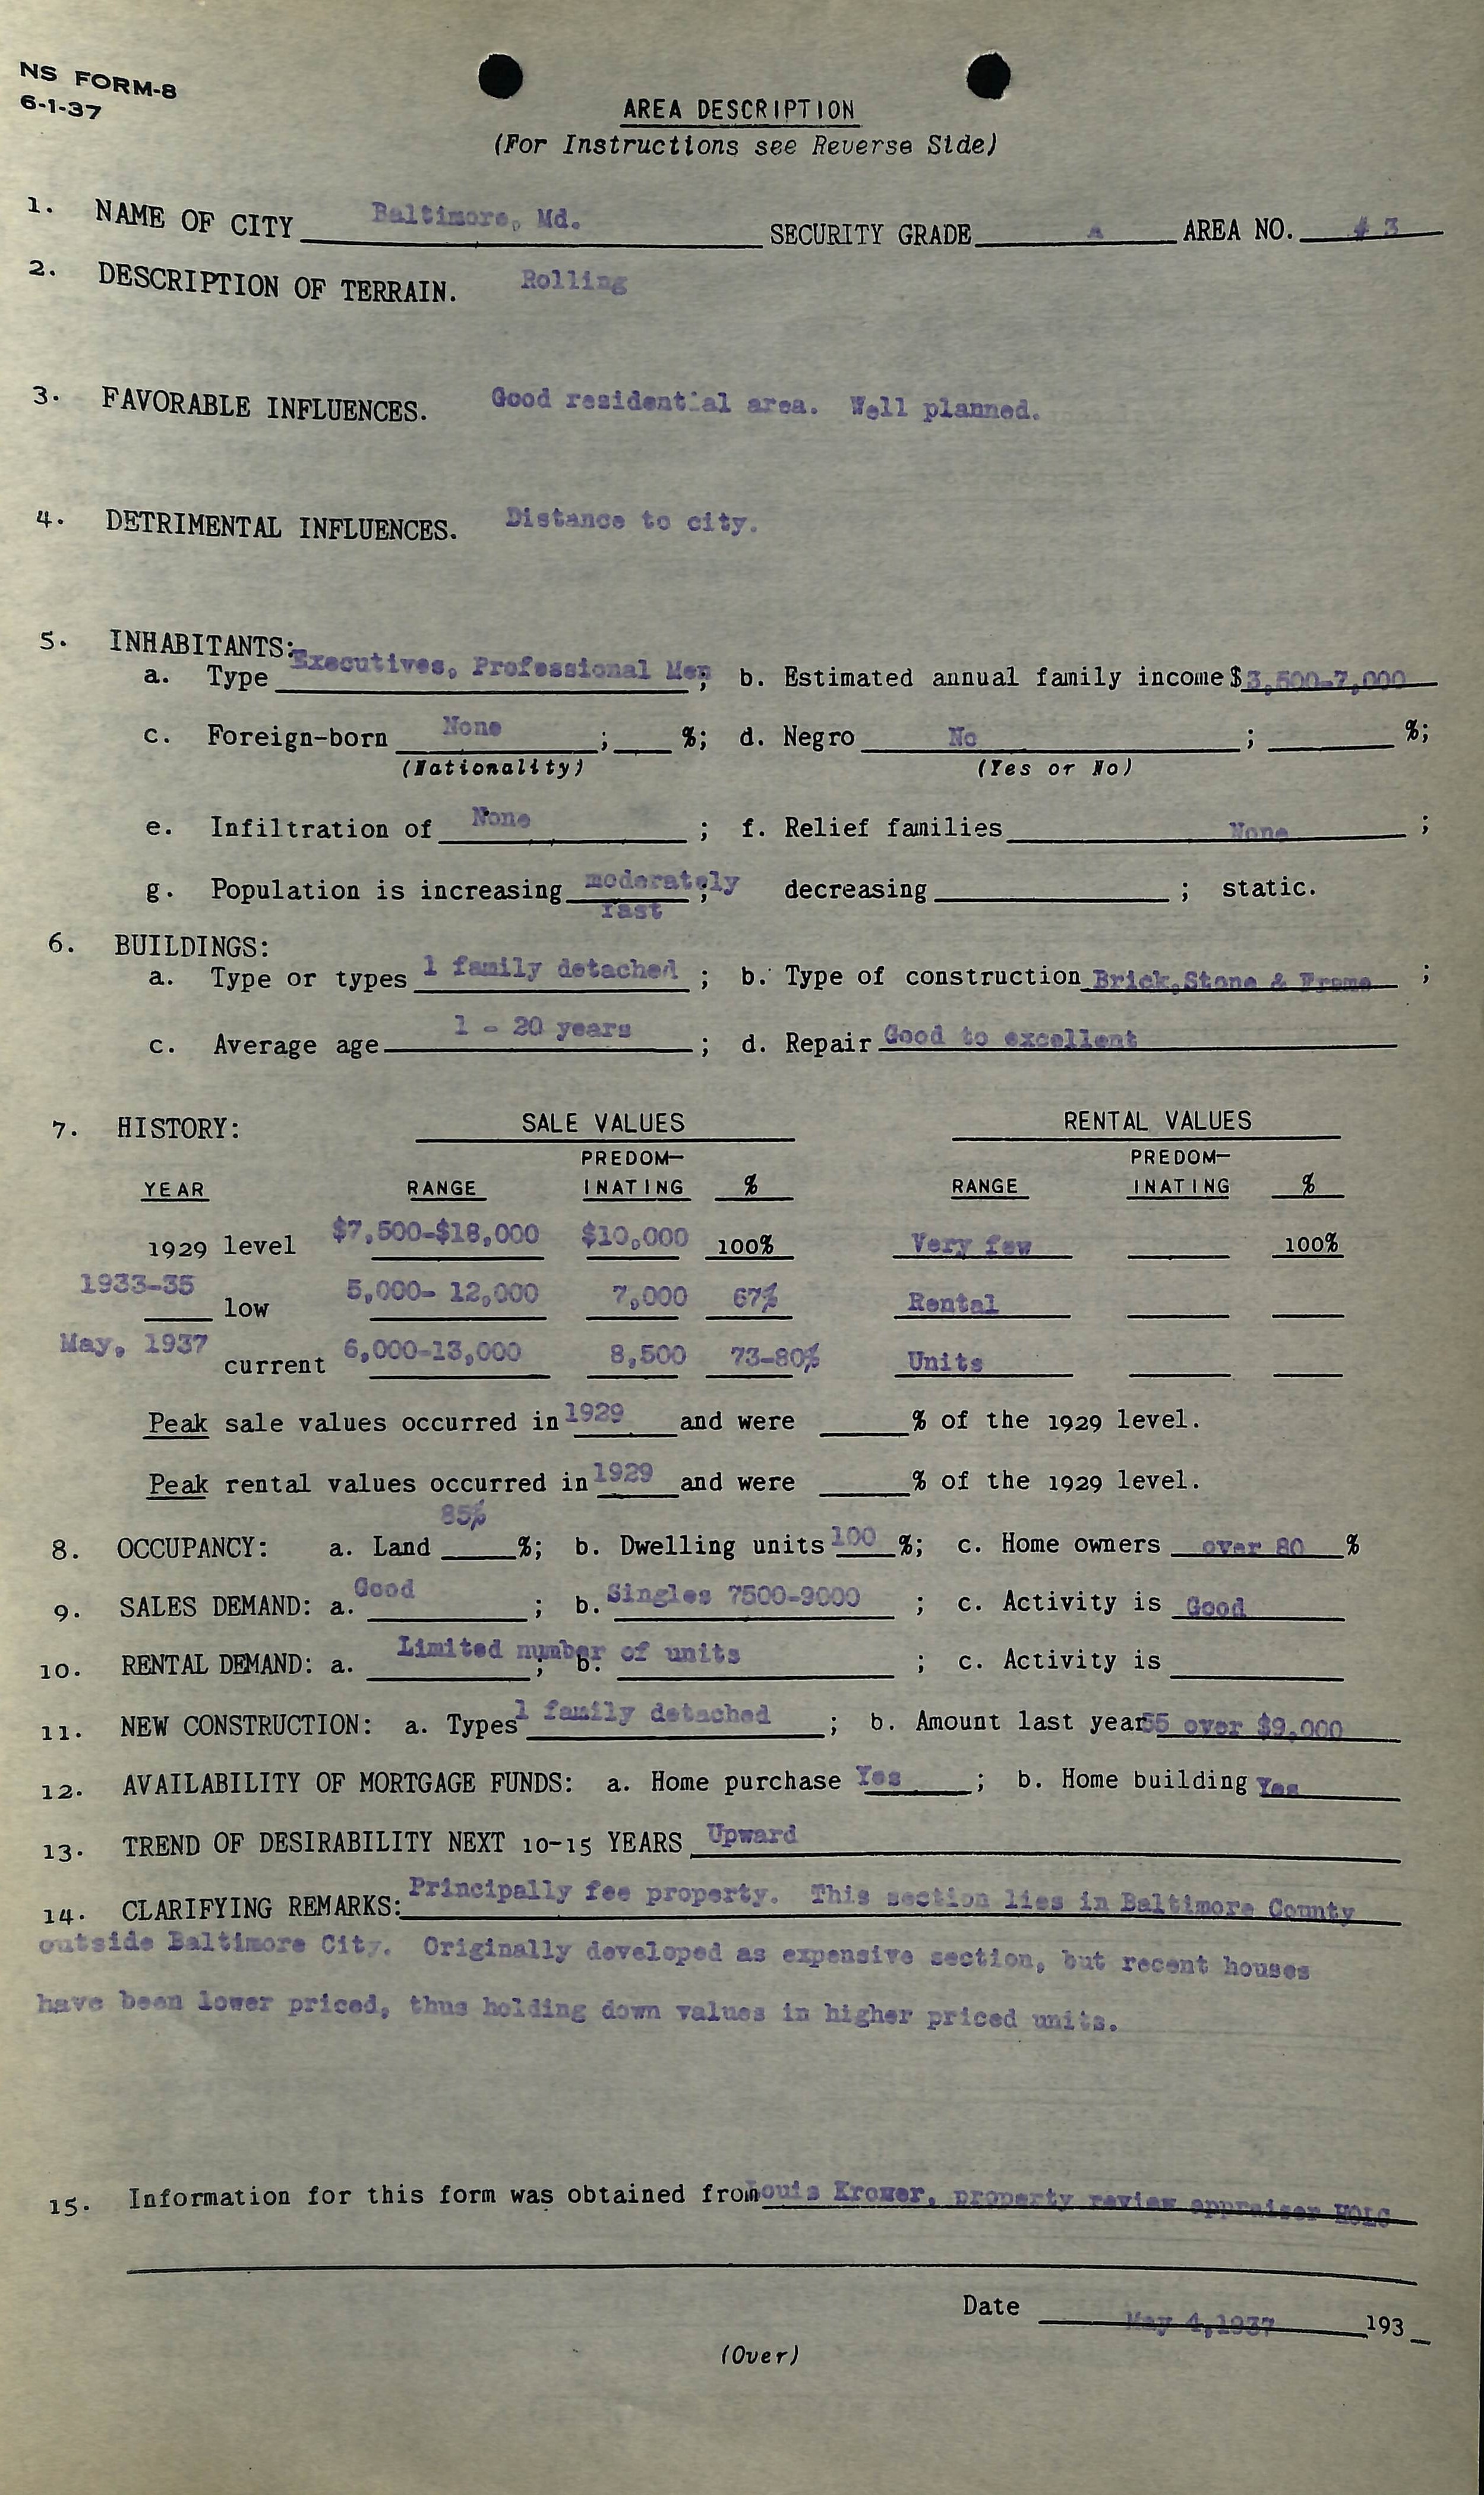 NS FORM-8
6-1-37
AREA DESCRIPTION
(For Instructions see Reverse Side)
1. NAME OF CITY Baltimore, Md. SECURITY GRADE A AREA NO. # 3
2. DESCRIPTION OF TERRAIN. Rolling
3. FAVORABLE INFLUENCES. Good residential area. Well planned.
4. DETRIMENTAL INFLUENCES. Distance to city.
5. INHABITANTS:
a. Type Executives, Professional Men; b. Estimated annual family income $ 3,500-7,000
c. Foreign-born None ; %; d. Negro No ; %;
(Nationality) (Yes or No)
e. Infiltration of None ; f. Relief families None ;
g. Population is increasing moderately ; decreasing ; static.
fast
6. BUILDINGS:
a. Type or types 1 family detached ; b. Type of construction Brick,Stone & Frame ;
c. Average age 1 - 20 years ; d. Repair Good to excellent
7. HISTORY: SALE VALUES RENTAL VALUES
PREDOM- PREDOM-
YEAR RANGE INATING % RANGE INATING %
1929 level $7,500-$18,000 $10,000 100% Very few 100%
1933-35 low 5,000- 12,000 7,000 67% Rental
May, 1937 current 6,000-13,000 8,500 73-80% Units
Peak sale values occurred in 1929 and were % of the 1929 level.
Peak rental values occurred in 1929 and were % of the 1929 level.
8. OCCUPANCY: a. Land 85% %; b. Dwelling units 100 %; c. Home owners over 80 %
9. SALES DEMAND: a. Good ; b. Singles 7500-9000 ; c. Activity is Good
10. RENTAL DEMAND: a. Limited number of units ; b. ; c. Activity is
11. NEW CONSTRUCTION: a. Types 1 family detached ; b. Amount last year 55 over $9,000
12. AVAILABILITY OF MORTGAGE FUNDS: a. Home purchase Yes ; b. Home building Yes
13. TREND OF DESIRABILITY NEXT 10-15 YEARS Upward
14. CLARIFYING REMARKS: Principally fee property. This section lies in Baltimore County
outside Baltimore City. Originally developed as expensive section, but recent houses
have been lower priced, thus holding down values in higher priced units.
15. Information for this form was obtained from Louis Kromer, property review appraiser HOLC
Date May 4,1937 193_
(Over)